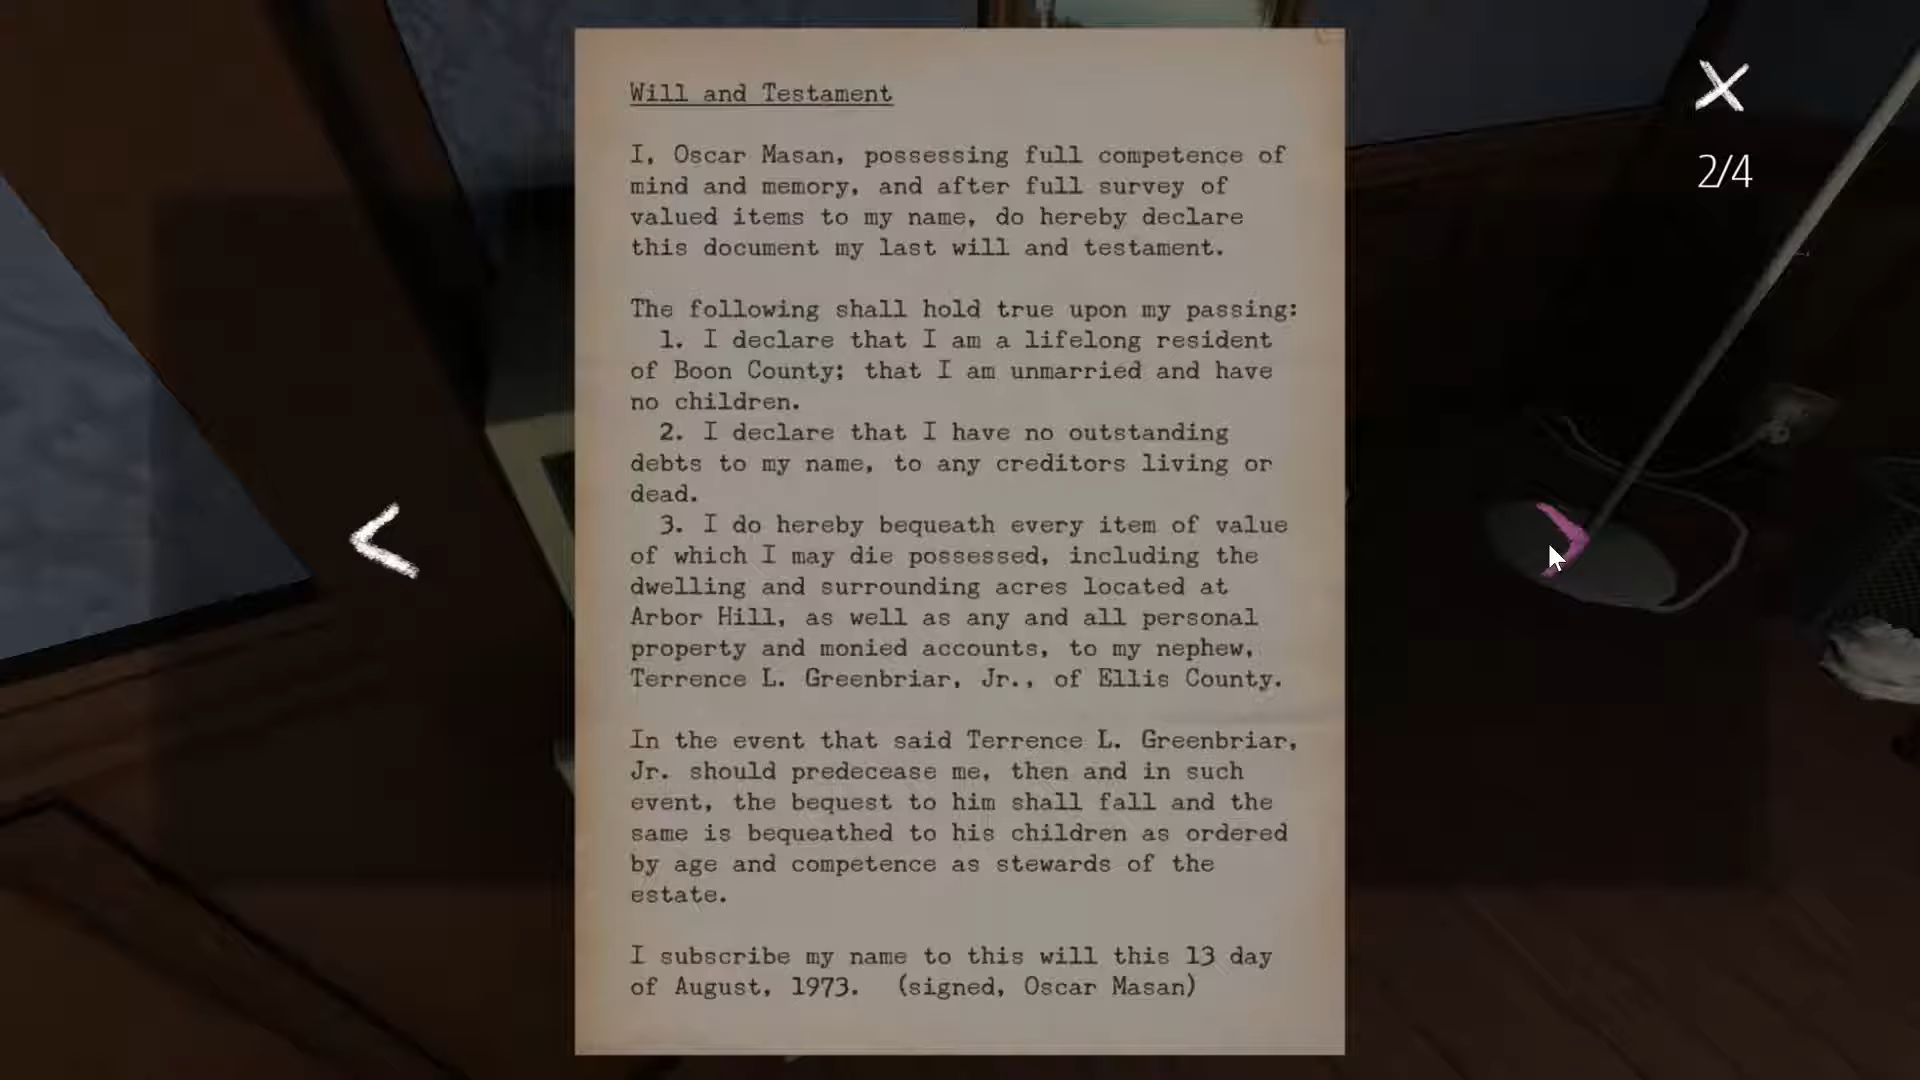 Will and Testament
I, Oscar Masan, possessing full competence of
mind and memory, and after full survey of
valued items to my name, do hereby declare
this document my last will and testament.
The following shall hold true upon my passing:
1. I declare that I am a lifelong resident
of Boon County; that I am unmarried and have
no children.
2. I declare that I have no outstanding
debts to my name, to any creditors living or
dead.
3. I do hereby bequeath every item of value
of which I may die possessed, including the
dwelling and surrounding acres located at
Arbor Hill, as well as any and all personal
property and monied accounts, to my nephew,
Terrence L. Greenbriar, Jr., of Ellis County.
In the event that said Terrence L. Greenbriar,
Jr. should predecease me, then and in such
event, the bequest to him shall fall and the
same is bequeathed to his children as ordered
by age and competence as stewards of the
estate.
I subscribe my name to this will this 13 day
of August, 1973. (signed, Oscar Masan)
2/4